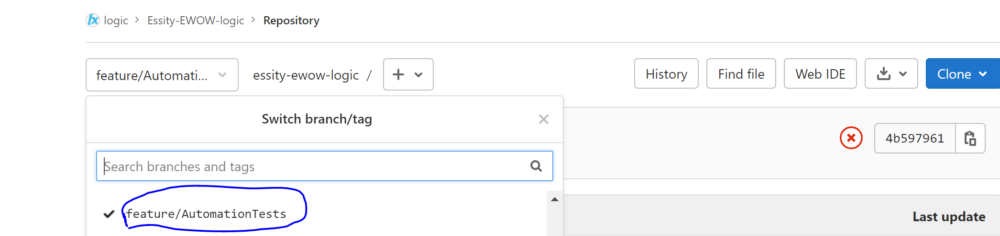 fx logic > Essity-EWOW-logic > Repository
feature/Automati... essity-ewow-logic / + History Find file Web IDE Clone
Switch branch/tag
4b597961
Search branches and tags
feature/AutomationTests
Last update